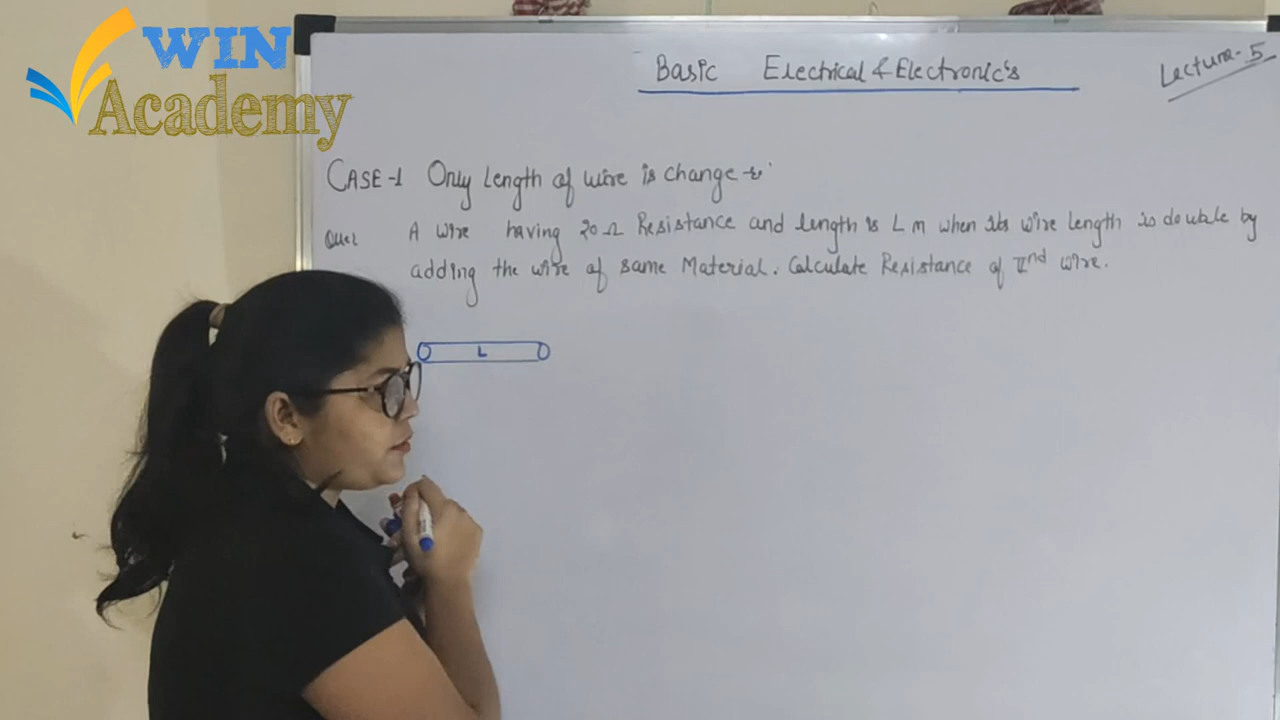 WIN
Academy
Basic Electrical & Electronic's
Lecture-5
CASE-1 Only Length of wire is change
A wire having 20Ω Resistance and length is L m when its wire length is double by
adding the wire of same Material. Calculate Resistance of IInd wire.
L